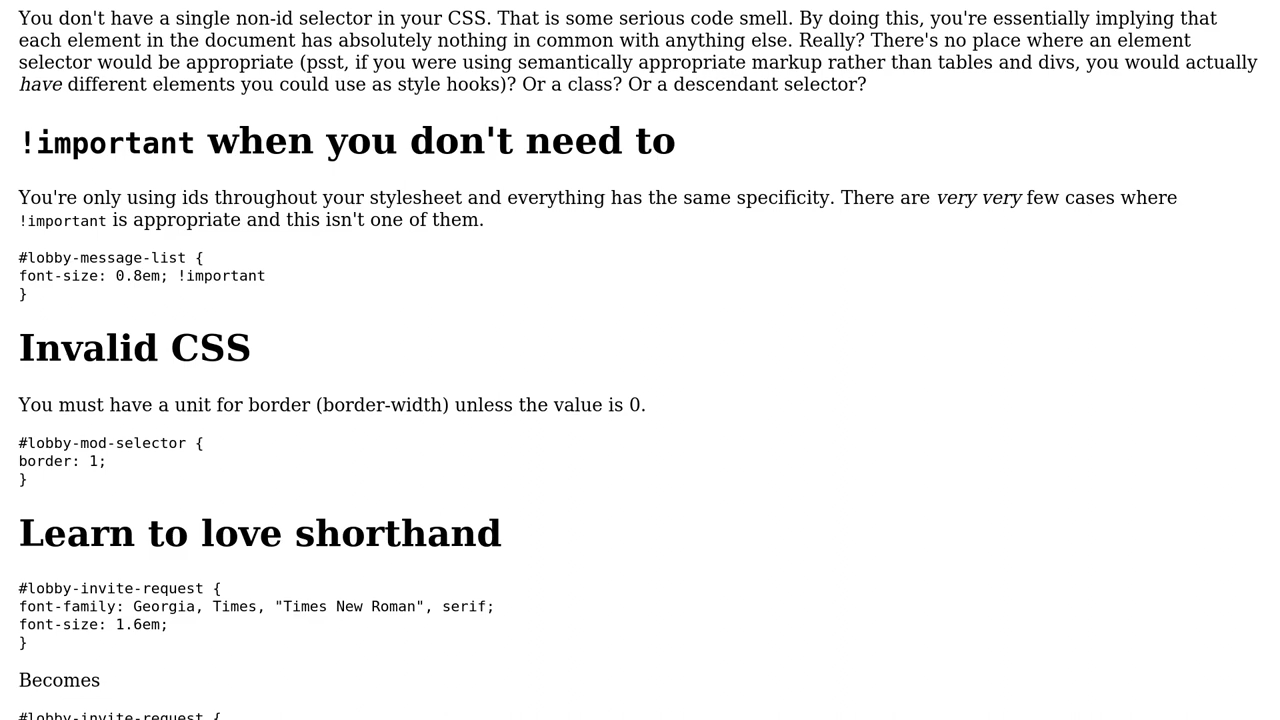 You don't have a single non-id selector in your CSS. That is some serious code smell. By doing this, you're essentially implying that
each element in the document has absolutely nothing in common with anything else. Really? There's no place where an element
selector would be appropriate (psst, if you were using semantically appropriate markup rather than tables and divs, you would actually
have different elements you could use as style hooks)? Or a class? Or a descendant selector?
!important when you don't need to
You're only using ids throughout your stylesheet and everything has the same specificity. There are very very few cases where
!important is appropriate and this isn't one of them.
#lobby-message-list {
font-size: 0.8em; !important
}
Invalid CSS
You must have a unit for border (border-width) unless the value is 0.
#lobby-mod-selector {
border: 1;
}
Learn to love shorthand
#lobby-invite-request {
font-family: Georgia, Times, "Times New Roman", serif;
font-size: 1.6em;
}
Becomes
#lobby-invite-request {